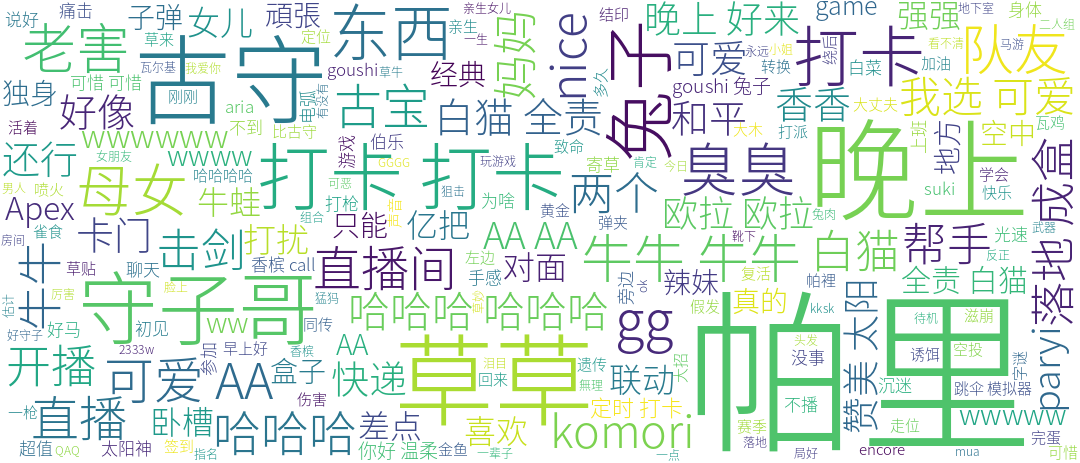 痛击
子弹
女儿
頑張
东西
妈妈
nice
说好
结印
晚上 好来
game
地下室
身体
强强
二人组
老害
草来
定位
亲生
亲生女儿
一生
古守
兔子
可爱
永远
小姐
马游
打卡
绕后
看不清
加油
队友
瓦尔基
我爱你
goushi
草牛
经典
多久
goushi 兔子
转换
白菜
可惜 可惜
独身
好像
刚刚
aria
电弧
有没有
古宝
白猫 全责
香香
大丈夫
我选 可爱
活着
wwwwww
不到
比古守
伯乐
和平
大木
打派
空中
上班
地方
瓦鸡
还行
女朋友
wwww
哈哈哈哈
游戏
GGGG
致命
寄草
肯定
今日
臭臭
晚上
学会
suki
快乐
落地 成盒
母女
男人
喷火
牛蛙
打卡 打卡
玩游戏
可恶
狙击
为啥
两个
Apex
打枪
组合
黄金
弹夹
欧拉 欧拉
兔肉
武器
房间
雀食
卡门
击剑
打扰
只能
亿把
AA AA
牛牛 牛牛
靴下
白猫
帮手
光速
反正
草贴
聊天
香槟 call
直播间
左边
手感
对面
旁边
ok
辣妹
复活
帕裡
全责 白猫
牛牛
厉害
脸上
守子哥
猛犸
哈哈哈 哈哈哈
草草
gg
假发
真的
kksk
帕里
赞美 太阳
待机
滋崩
估计
好守子
好马
初见
ww
同传
AA
2333w
参加
早上好
香槟
泪目
遗传
無理
大招
头发
没事
诱饵
空投
字谜
pary i
开播
可爱 AA
盒子
快递
回来
联动
沉迷
跳伞 模拟器
一枪
直播
卧槽
哈哈哈
伤害
差点
喜欢
定时 打卡
赛季
不播
走位
wwwww
超值
太阳神
签到
komori
落地
完蛋
QAQ
指名
你好 温柔
金鱼
一辈子
一点
局好
encore
mua
可惜